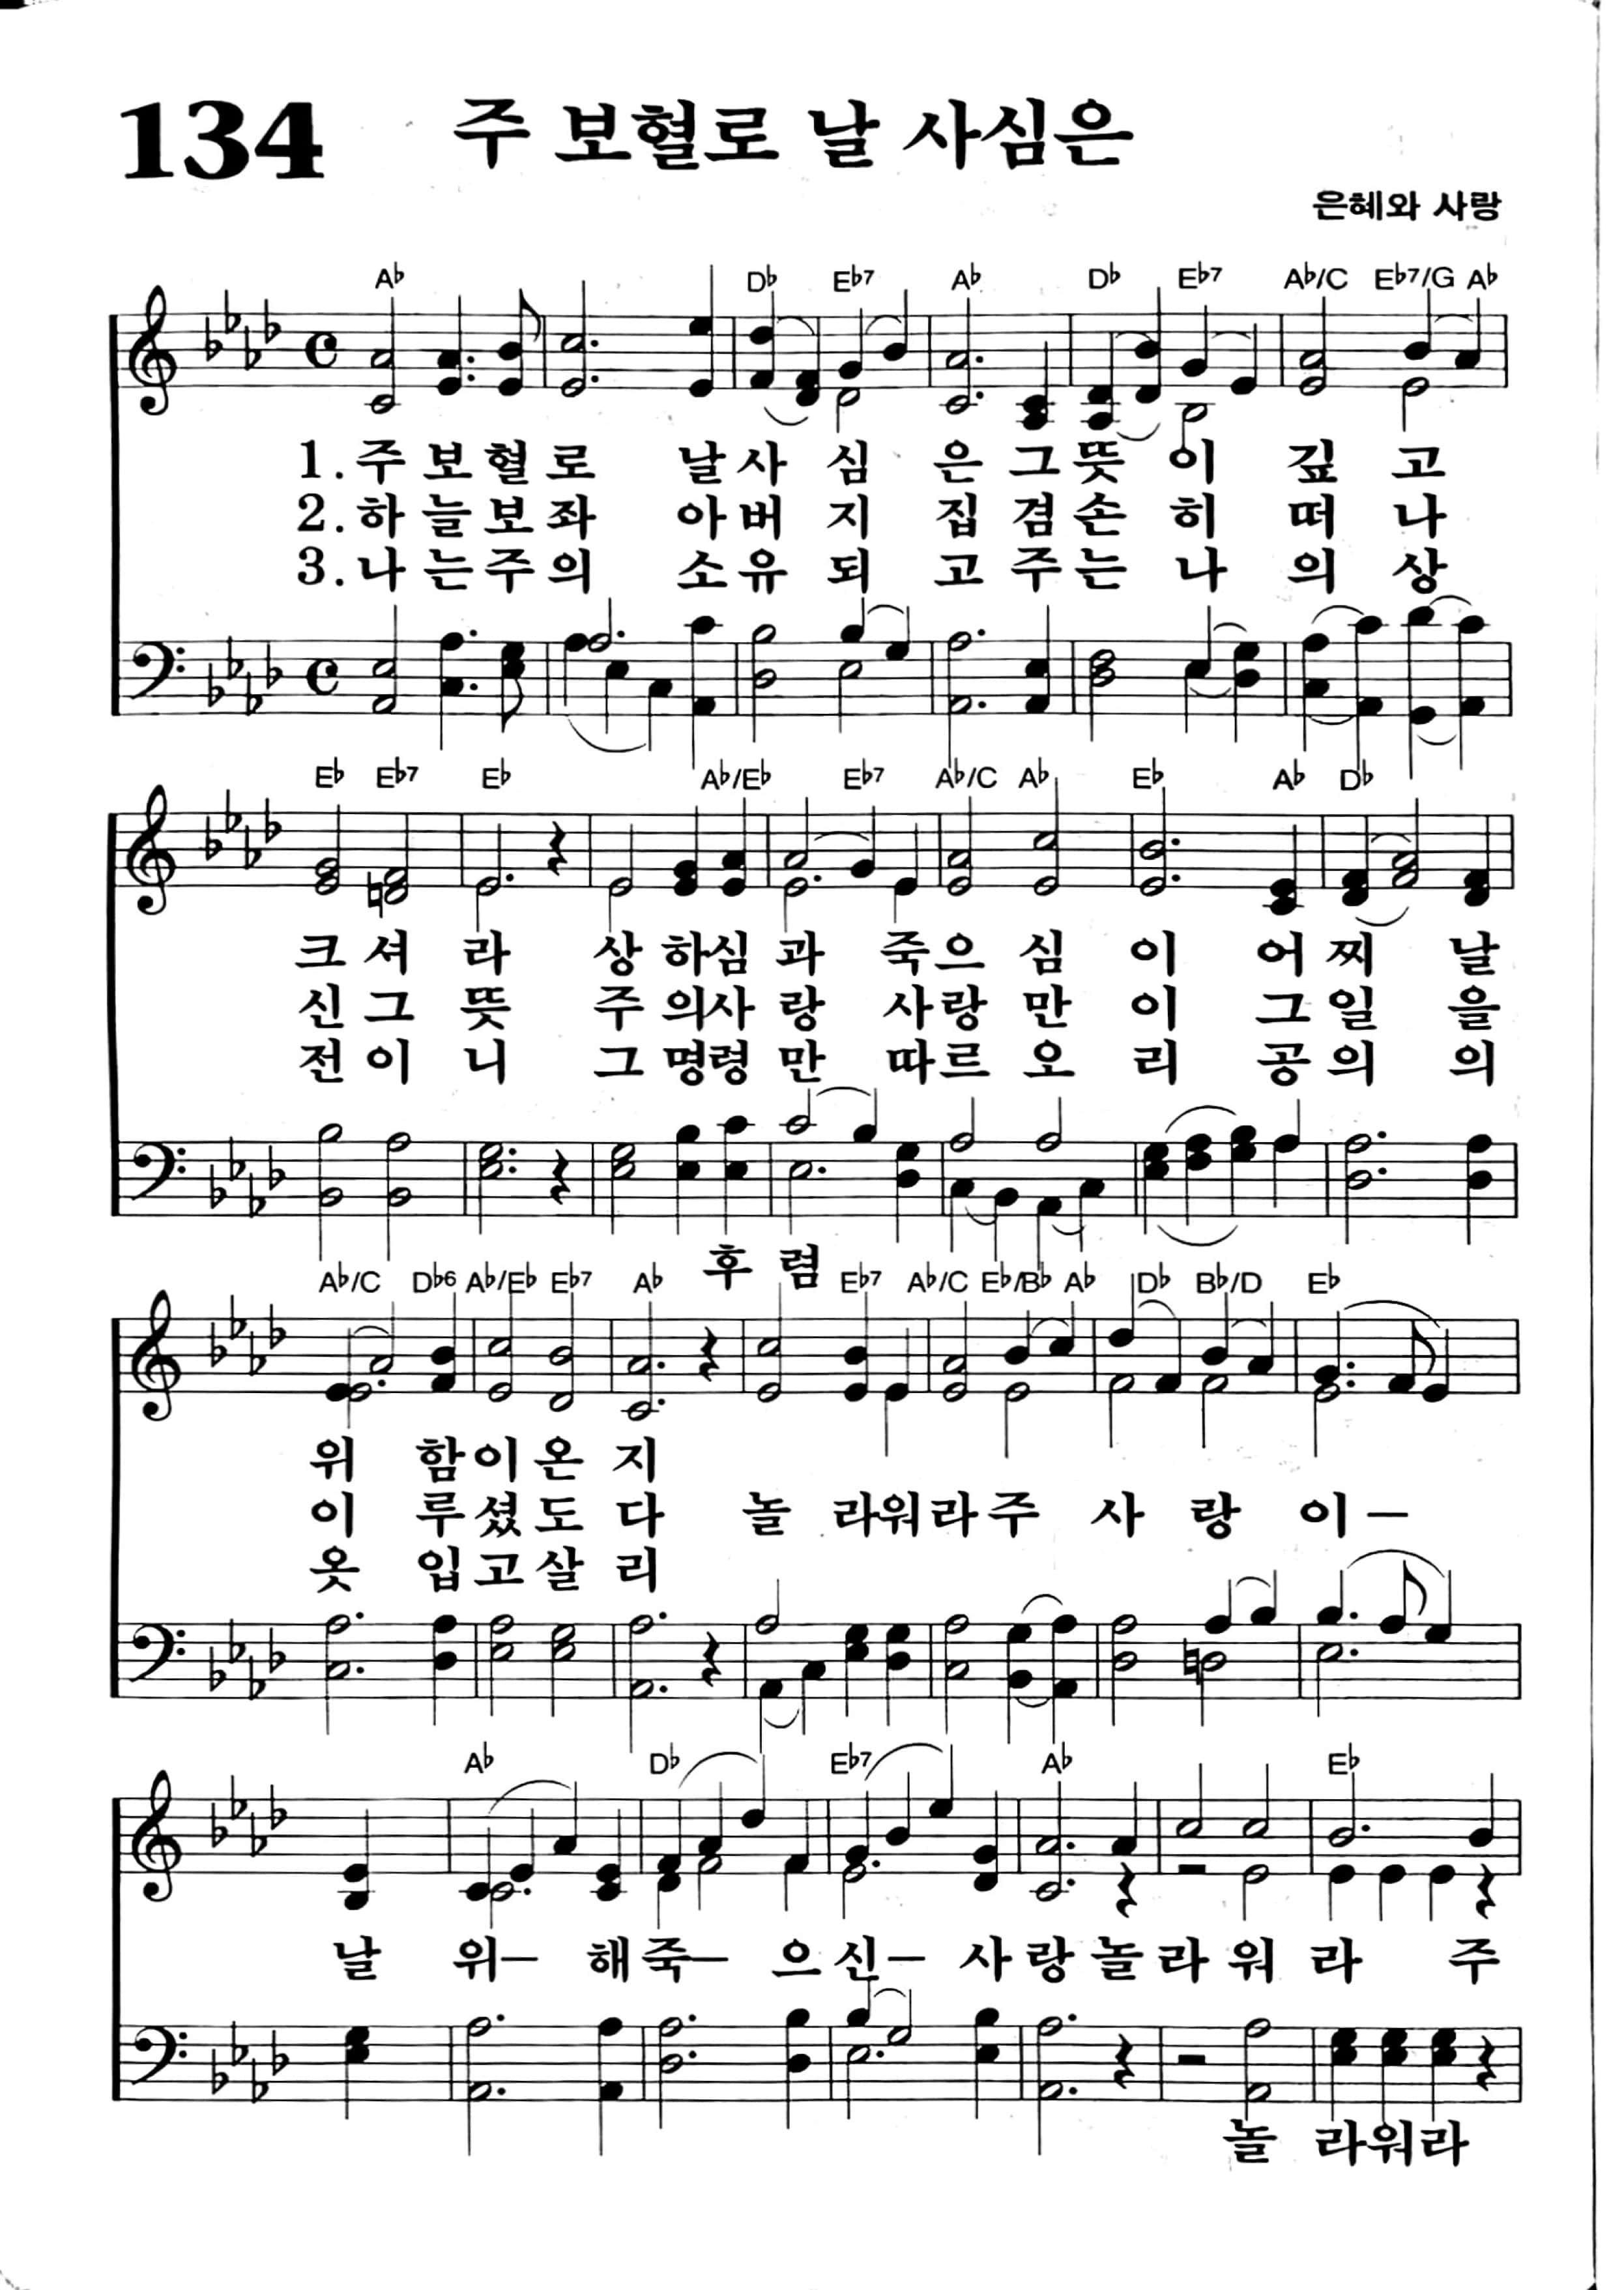 134 주 보혈로 날 사심은
은혜와 사랑
A♭ D♭ E♭7 A♭ D♭ E♭7 A♭/C E♭7/G A♭
1.주 보 혈 로 날 사 심 은 그 뜻 이 깊 고
2.하 늘 보 좌 아 버 지 집 겸 손 히 떠 나
3.나 는 주 의 소 유 되 고 주 는 나 의 상
E♭ E♭7 E♭ A♭/E♭ E♭7 A♭/C A♭ E♭ A♭ D♭
크 셔 라 상 하심 과 죽으 심 이 어 찌 날
신 그 뜻 주 의사 랑 사랑 만 이 그 일 을
전 이 니 그 명령 만 따르 오 리 공 의 의
후 렴
A♭/C D♭6 A♭/E♭ E♭7 A♭ E♭7 A♭/C E♭/B♭ A♭ D♭ B♭/D E♭
위 함 이 온 지
이 루 셨 도 다 놀 라워 라 주 사 랑 이 –
옷 입 고 살 리
A♭ D♭ E♭7 A♭ E♭
날 위 – 해 죽 – 으 신 – 사 랑 놀 라 워 라 주
놀 라워라